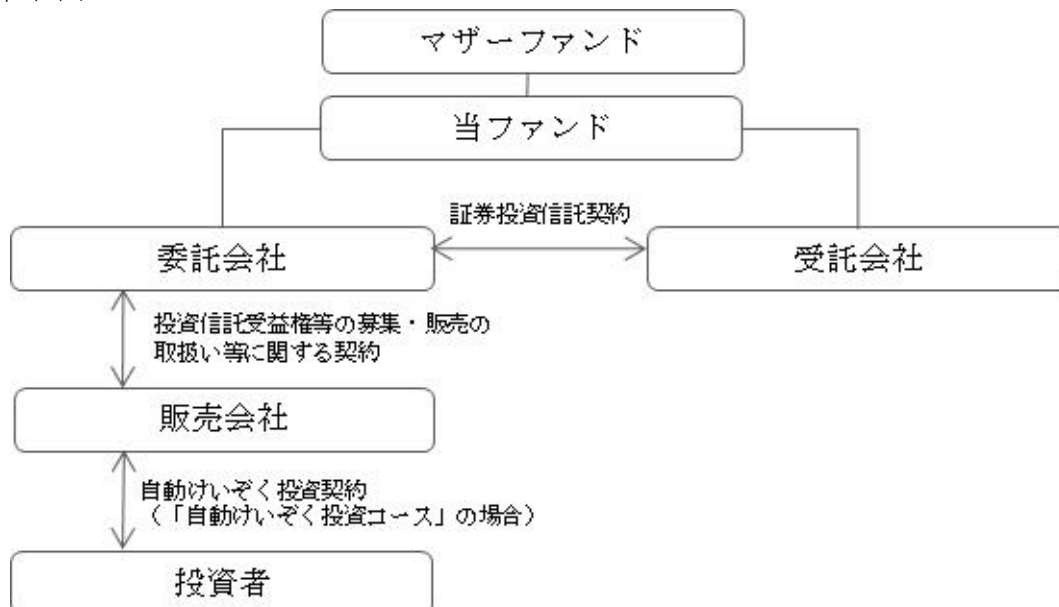 マザーファンド
当ファンド
証券投資信託契約
委託会社
受託会社
投資信託受益権等の募集・販売の
取扱い等に関する契約
販売会社
自動けいぞく投資契約
（「自動けいぞく投資コース」の場合）
投資者